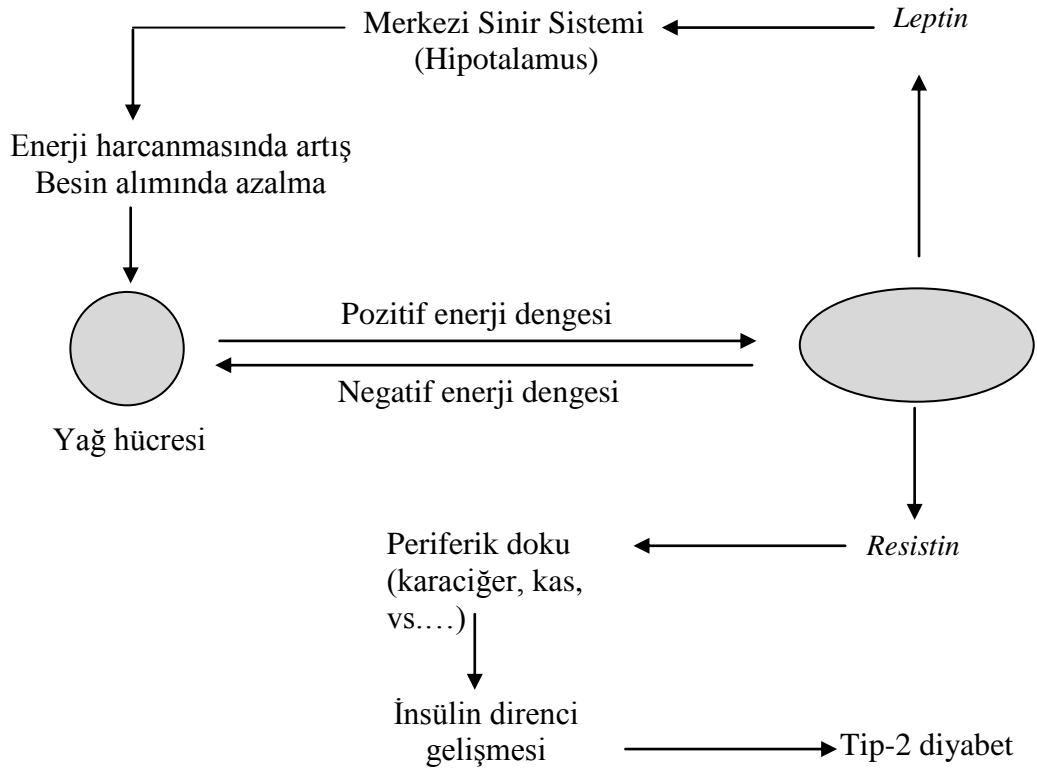 Merkezi Sinir Sistemi
(Hipotalamus)
Leptin
Enerji harcanmasında artış
Besin alımında azalma
Pozitif enerji dengesi
Negatif enerji dengesi
Yağ hücresi
Periferik doku
(karaciğer, kas,
vs.…)
Resistin
İnsülin direnci
gelişmesi
Tip-2 diyabet